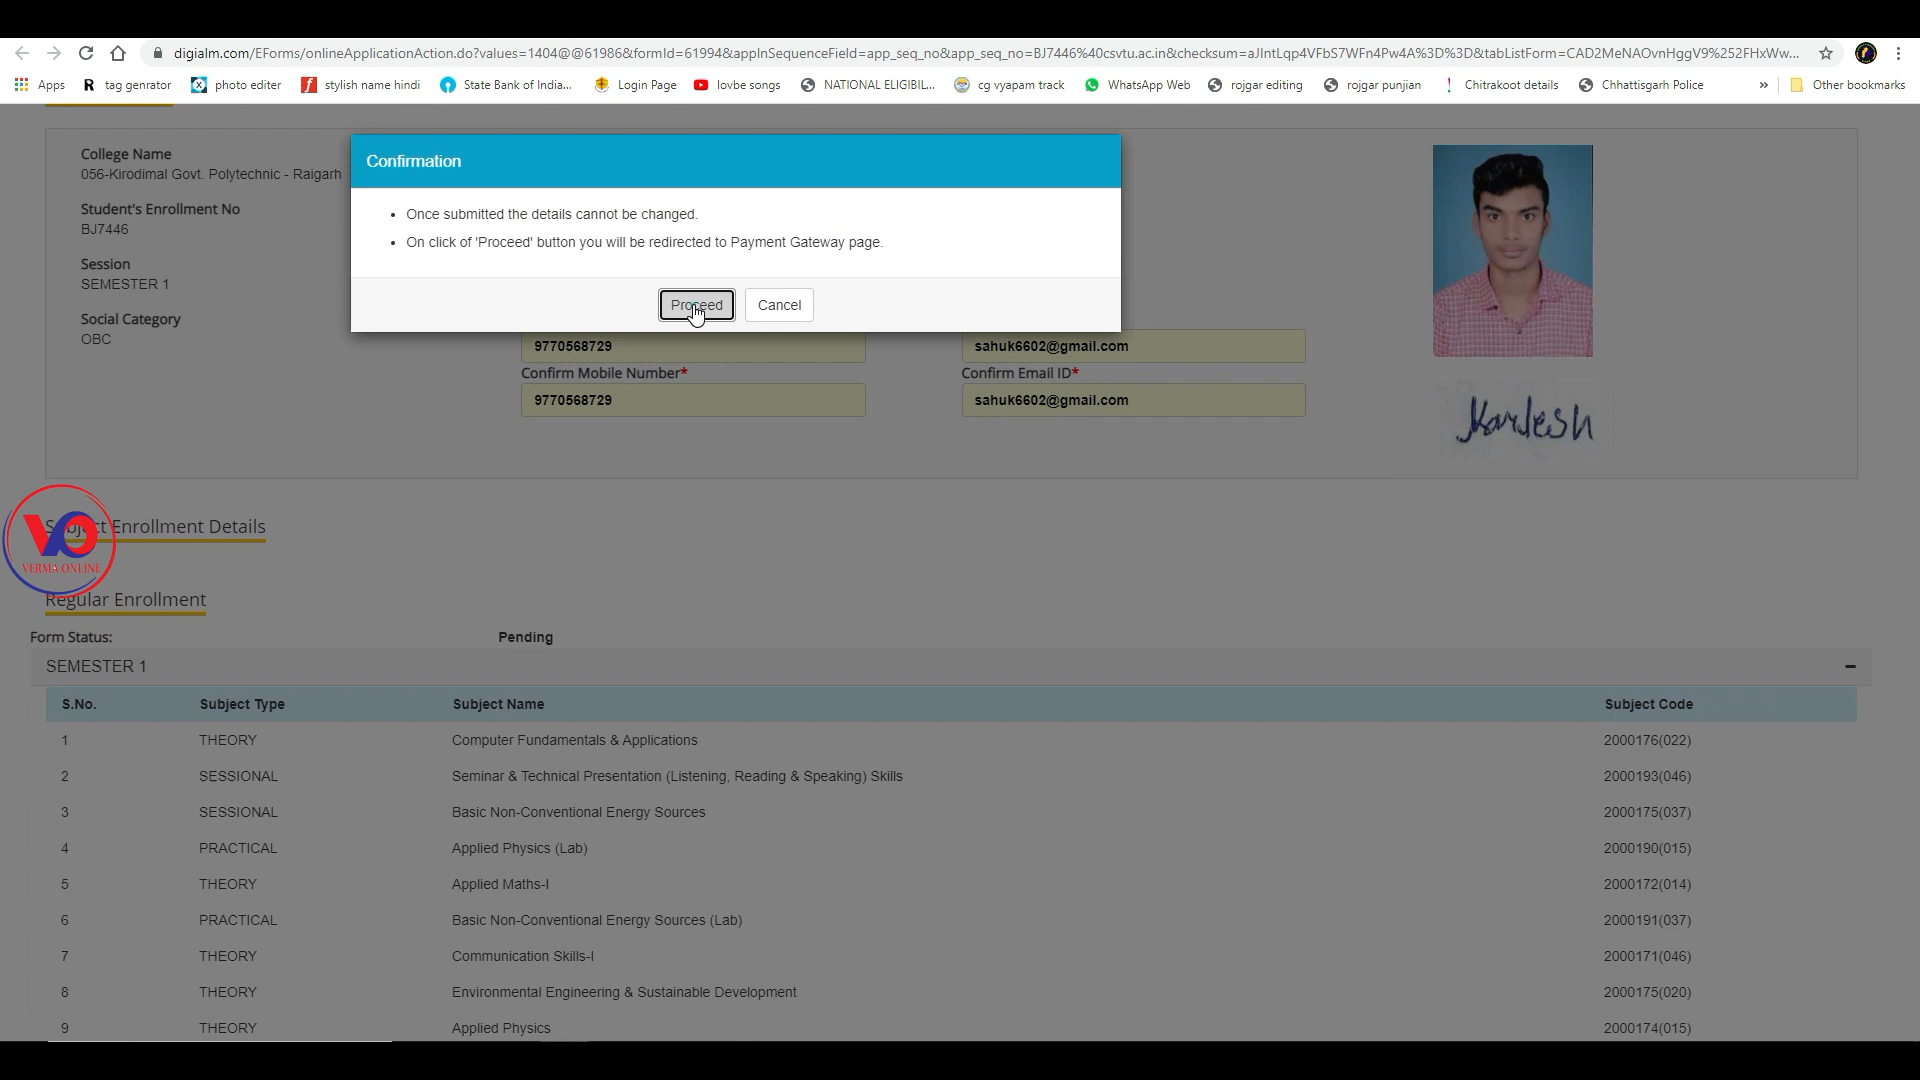 digialm.com/EForms/onlineApplicationAction.do?values=1404@@61986&formId=61994&appInSequenceField=app_seq_no&app_seq_no=BJ7446%40csvtu.ac.in&checksum=aJIntLqp4VFbS7WFn4Pw4A%3D%3D&tabListForm=CAD2MeNAOvnHggV9%252FHxWw...
Apps R tag genrator photo editer stylish name hindi State Bank of India... Login Page lovbe songs NATIONAL ELIGIBIL... cg vyapam track WhatsApp Web rojgar editing rojgar punjian Chitrakoot details Chhattisgarh Police » Other bookmarks
College Name
056-Kirodimal Govt. Polytechnic - Raigarh
Student's Enrollment No
BJ7446
Session
SEMESTER 1
Social Category
OBC
Confirmation
• Once submitted the details cannot be changed.
• On click of 'Proceed' button you will be redirected to Payment Gateway page.
Proceed Cancel
9770568729 sahuk6602@gmail.com
Confirm Mobile Number* Confirm Email ID*
9770568729 sahuk6602@gmail.com
VO
VERMA ONLINE
Subject Enrollment Details
Regular Enrollment
Form Status: Pending
SEMESTER 1
S.No. Subject Type Subject Name Subject Code
1 THEORY Computer Fundamentals & Applications 2000176(022)
2 SESSIONAL Seminar & Technical Presentation (Listening, Reading & Speaking) Skills 2000193(046)
3 SESSIONAL Basic Non-Conventional Energy Sources 2000175(037)
4 PRACTICAL Applied Physics (Lab) 2000190(015)
5 THEORY Applied Maths-I 2000172(014)
6 PRACTICAL Basic Non-Conventional Energy Sources (Lab) 2000191(037)
7 THEORY Communication Skills-I 2000171(046)
8 THEORY Environmental Engineering & Sustainable Development 2000175(020)
9 THEORY Applied Physics 2000174(015)